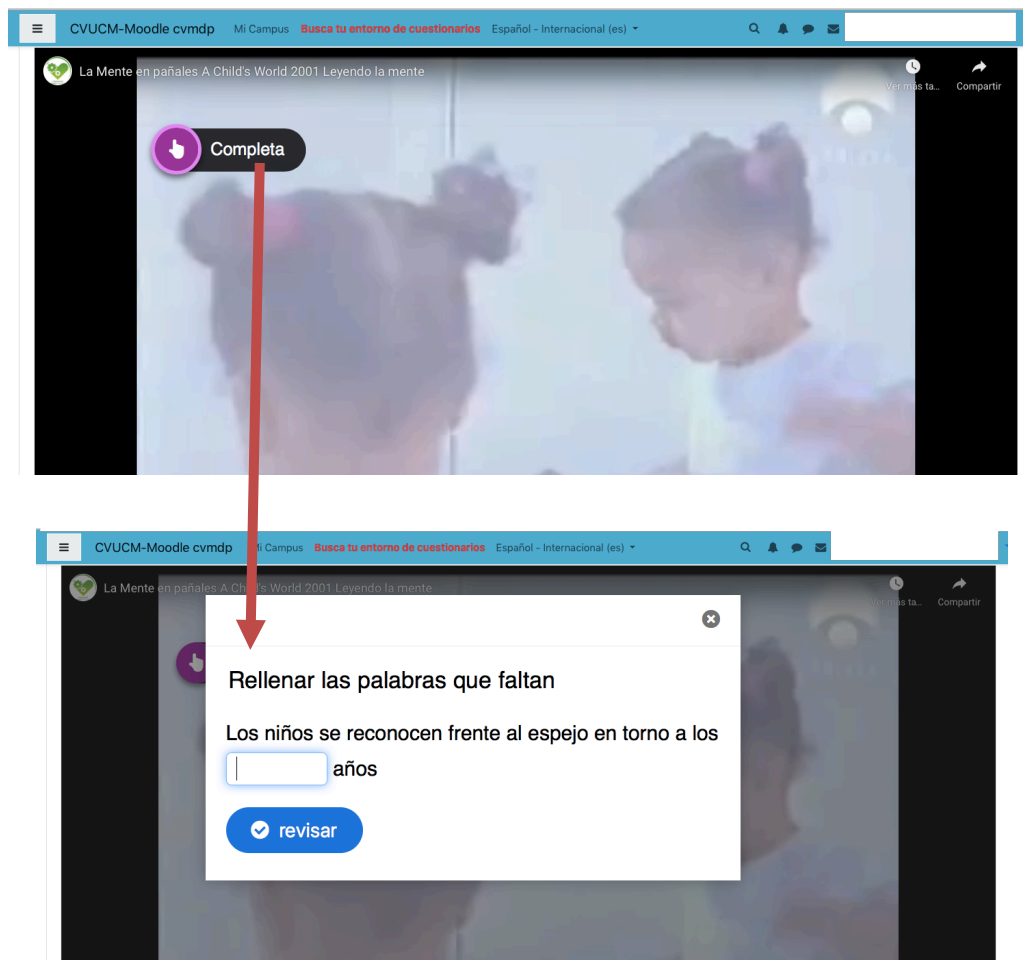 CVUCM-Moodle cvmdp Mi Campus Busca tu entorno de cuestionarios Español - Internacional (es)
La Mente en pañales A Child's World 2001 Leyendo la mente
Ver más ta... Compartir
Completa
CVUCM-Moodle cvmdp Mi Campus Busca tu entorno de cuestionarios Español - Internacional (es)
La Mente en pañales A Child's World 2001 Leyendo la mente
Ver más ta... Compartir
Rellenar las palabras que faltan
Los niños se reconocen frente al espejo en torno a los
años
revisar